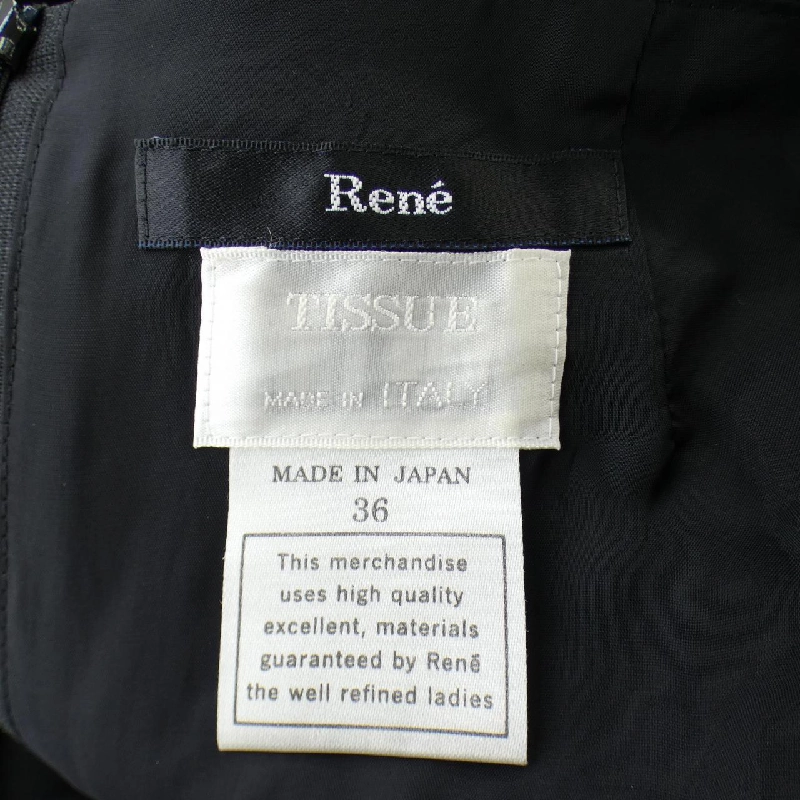 René
TISSUE
MADE IN ITALY
MADE IN JAPAN
36
This merchandise
uses high quality
excellent, materials
guaranteed by René
the well refined ladies